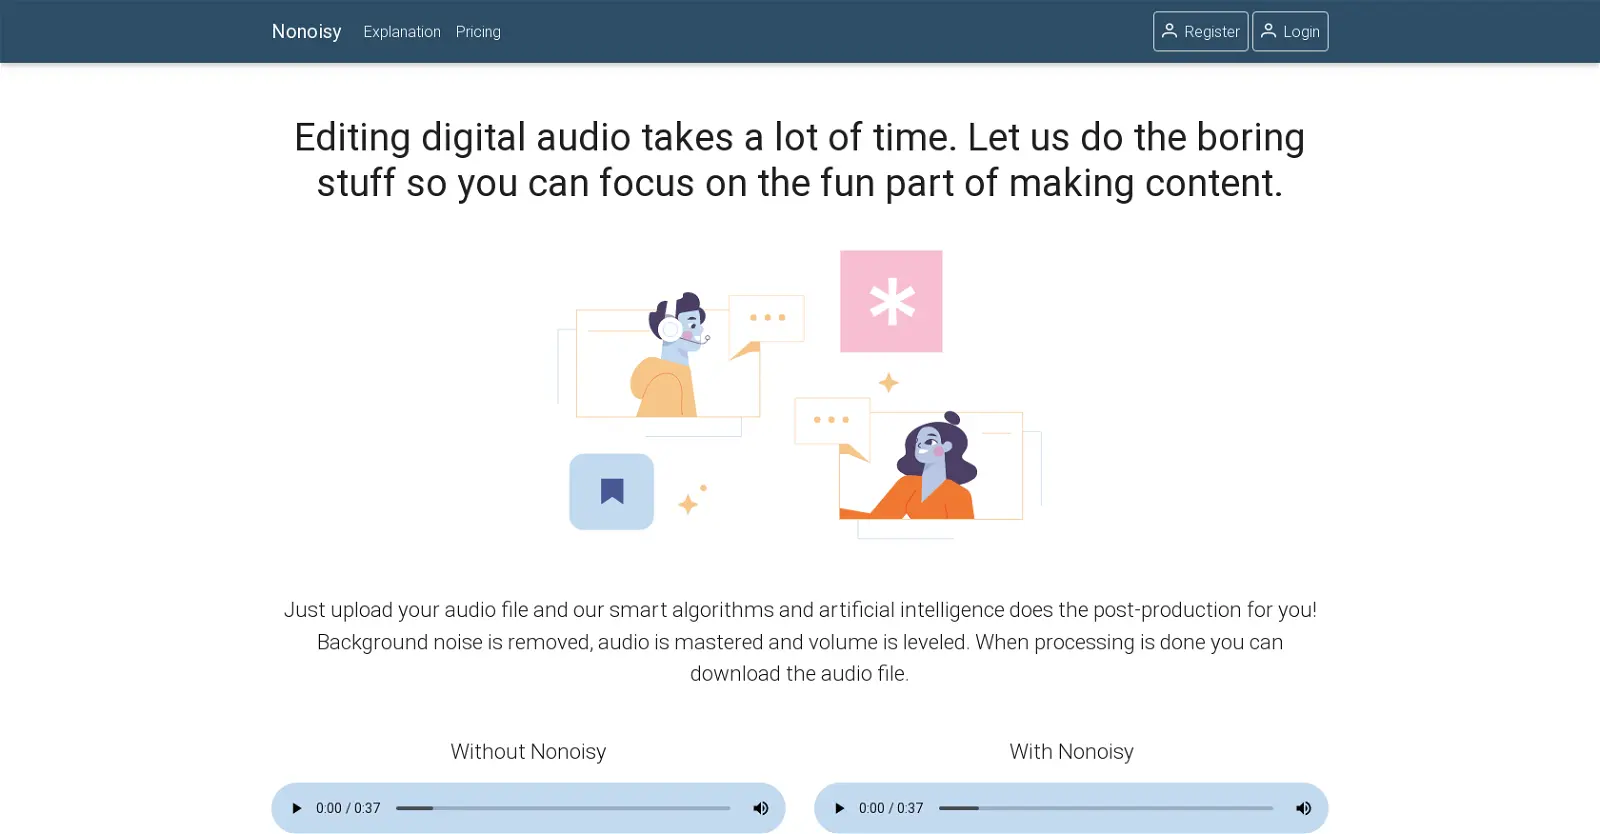 Nonoisy Explanation Pricing Register Login
Editing digital audio takes a lot of time. Let us do the boring
stuff so you can focus on the fun part of making content.
Just upload your audio file and our smart algorithms and artificial intelligence does the post-production for you!
Background noise is removed, audio is mastered and volume is leveled. When processing is done you can
download the audio file.
Without Nonoisy
With Nonoisy
0:00 / 0:37
0:00 / 0:37